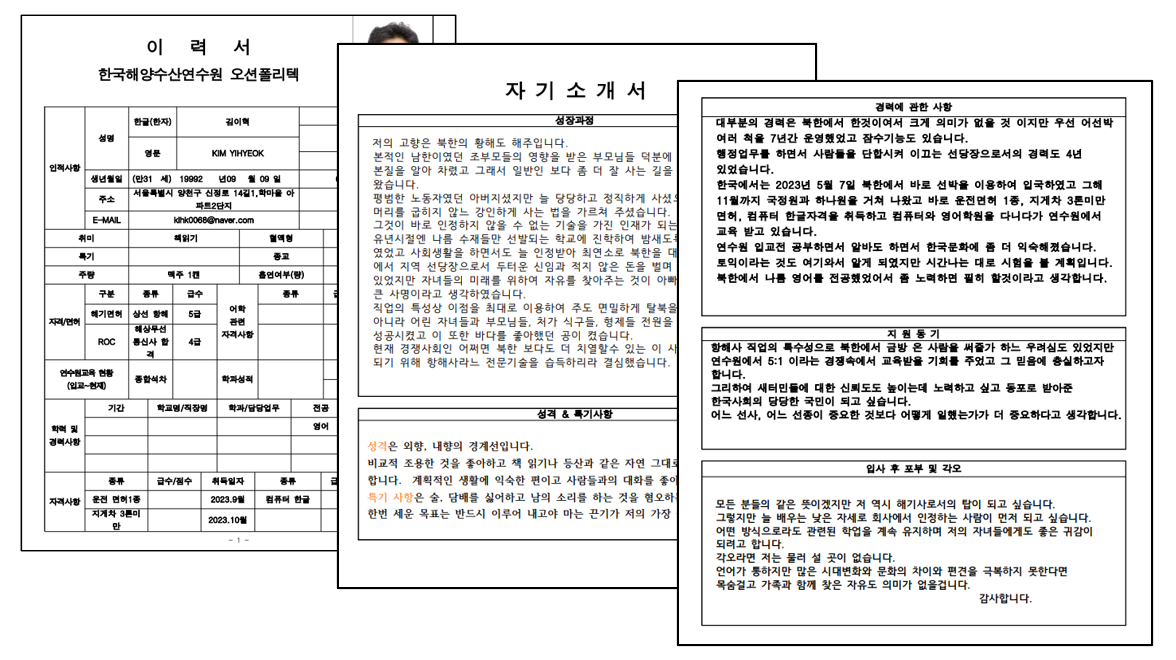 이 력 서
한국해양수산연수원 오션폴리텍
인적사항
성명
한글(한자)
김이혁
영문
KIM YIHYEOK
생년월일
(만31 세) 19992 년09 월 09 일
주소
서울특별시 양천구 신정로 14길1,학마을 아
파트2단지
E-MAIL
klhk0068@naver.com
취미
책읽기
혈액형
특기
종교
주량
맥주 1캔
흡연여부(량)
자격/면허
구분
종류
급수
어학
관련
자격사항
종류
급
해기면허
상선 항해
5급
ROC
해상무선
통신사 합
격
4급
연수원교육 현황
(입교~현재)
종합석차
학과성적
학력 및
경력사항
기간
학교명/직장명
학과/담당업무
전공
영어
자격사항
종류
급수/점수
취득일자
종류
급
운전 면허1종
2023.9월
컴퓨터 한글
지게차 3톤미
만
2023.10월
- 1 -
자 기 소 개 서
성장과정
저의 고향은 북한의 황해도 해주입니다.
본적인 남한이였던 조부모들의 영향을 받은 부모님들 덕분에
본질을 알아 차렸고 그래서 일반인 보다 좀 더 잘 사는 길을
왔습니다.
평범한 노동자였던 아버지셨지만 늘 당당하고 정직하게 사셨으
머리를 굽히지 않느 강인하게 사는 법을 가르쳐 주셨습니다.
그것이 바로 인정하지 않을 수 없는 기술을 가진 인재가 되는
유년시절엔 나름 수재들만 선발되는 학교에 진학하여 밤새도록
였었고 사회생활을 하면서도 늘 인정받아 최연소로 북한을 대
에서 지역 선당장으로서 두터운 신임과 적지 않은 돈을 벌며
있었지만 자녀들의 미래를 위하여 자유를 찾아주는 것이 아빠
큰 사명이라고 생각하였습니다.
직업의 특성상 이점을 최대로 이용하여 주도 면밀하게 탈북을
아니라 어린 자녀들과 부모님들, 처가 식구들, 형제들 전원을
성공시켰고 이 또한 바다를 좋아했던 공이 켰습니다.
현재 경쟁사회인 어쩌면 북한 보다도 더 치열할수 있는 이 사
되기 위해 항해사라느 전문기술을 습득하리라 결심했습니다.
성격 & 특기사항
성격은 외향, 내향의 경계선입니다.
비교적 조용한 것을 좋아하고 책 읽기나 등산과 같은 자연 그대로
합니다. 계획적인 생활에 익숙한 편이고 사람들과의 대화를 좋아
특기 사항은 술, 담배를 싫어하고 남의 소리를 하는 것을 혐오하
한번 세운 목표는 반드시 이루어 내고야 마는 끈기가 저의 가장
경력에 관한 사항
대부분의 경력은 북한에서 한것이여서 크게 의미가 없을 것 이지만 우선 어선박
여러 척을 7년간 운영했었고 잠수기능도 있습니다.
행정업무를 하면서 사람들을 단합시켜 이고는 선당장으로서의 경력도 4년
있었습니다.
한국에서는 2023년 5월 7일 북한에서 바로 선박을 이용하여 입국하였고 그해
11월까지 국정원과 하나원을 거쳐 나왔고 바로 운전면허 1종, 지게차 3톤미만
면허, 컴퓨터 한글자격을 취득하고 컴퓨터와 영어학원을 다니다가 연수원에서
교육 받고 있습니다.
연수원 입교전 공부하면서 알바도 하면서 한국문화에 좀 더 익숙해졌습니다.
토익이라는 것도 여기와서 알게 되였지만 시간나는 대로 시험을 볼 계획입니다.
북한에서 나름 영어를 전공했었어서 좀 노력하면 필히 할것이라고 생각합니다.
지 원 동 기
항해사 직업의 특수성으로 북한에서 금방 은 사람을 써줄가 하느 우려심도 있었지만
연수원에서 5:1 이라는 경쟁속에서 교육받을 기회를 주었고 그 믿음에 충실하고자
합니다.
그리하여 새터민들에 대한 신뢰도도 높이는데 노력하고 싶고 동포로 받아준
한국사회의 당당한 국민이 되고 싶습니다.
어느 선사, 어느 선종이 중요한 것보다 어떻게 일했는가가 더 중요하다고 생각합니다.
입사 후 포부 및 각오
모든 분들의 같은 뜻이겠지만 저 역시 해기사로서의 탑이 되고 싶습니다.
그렇지만 늘 배우는 낮은 자세로 회사에서 인정하는 사람이 먼저 되고 싶습니다.
어떤 방식으로라도 관련된 학업을 계속 유지하며 저의 자녀들에게도 좋은 귀감이
되려고 합니다.
각오라면 저는 물러 설 곳이 없습니다.
언어가 통하지만 많은 시대변화와 문화의 차이와 편견을 극복하지 못한다면
목숨걸고 가족과 함께 찾은 자유도 의미가 없을겁니다.
감사합니다.